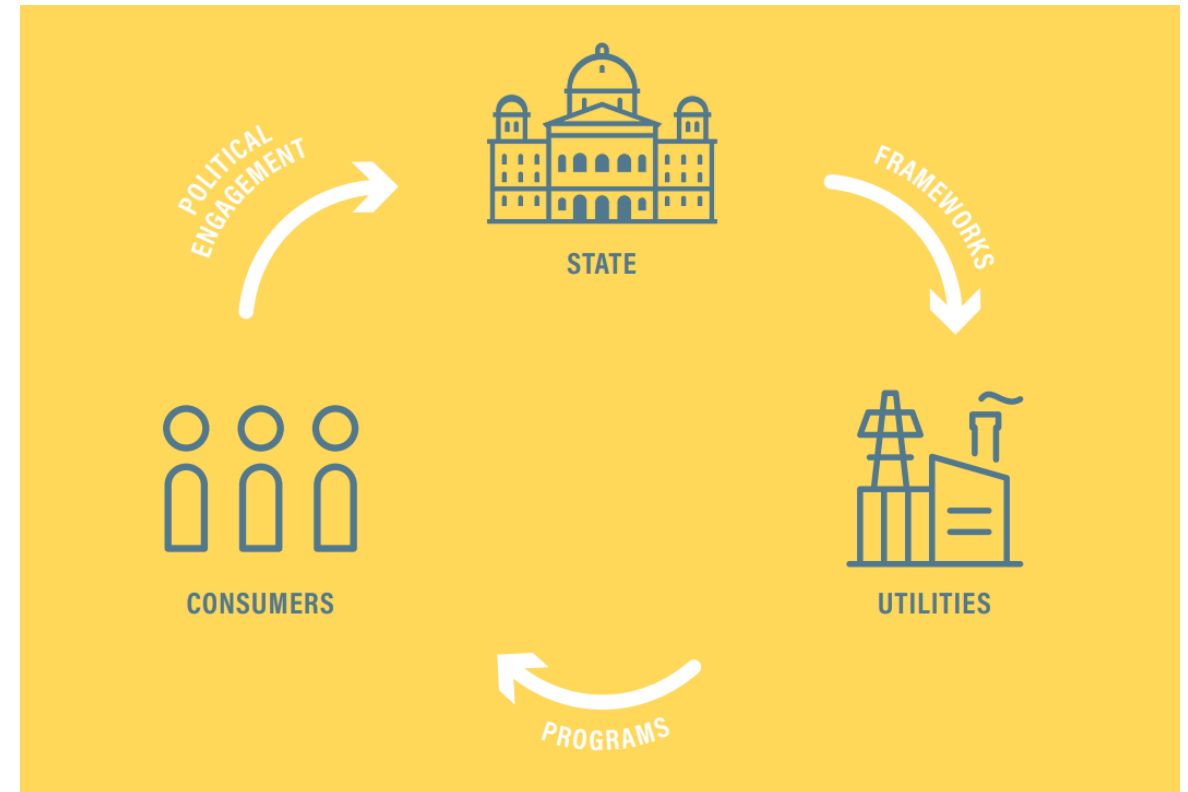 POLITICAL
ENGAGEMENT
STATE
FRAMEWORKS
CONSUMERS
UTILITIES
PROGRAMS